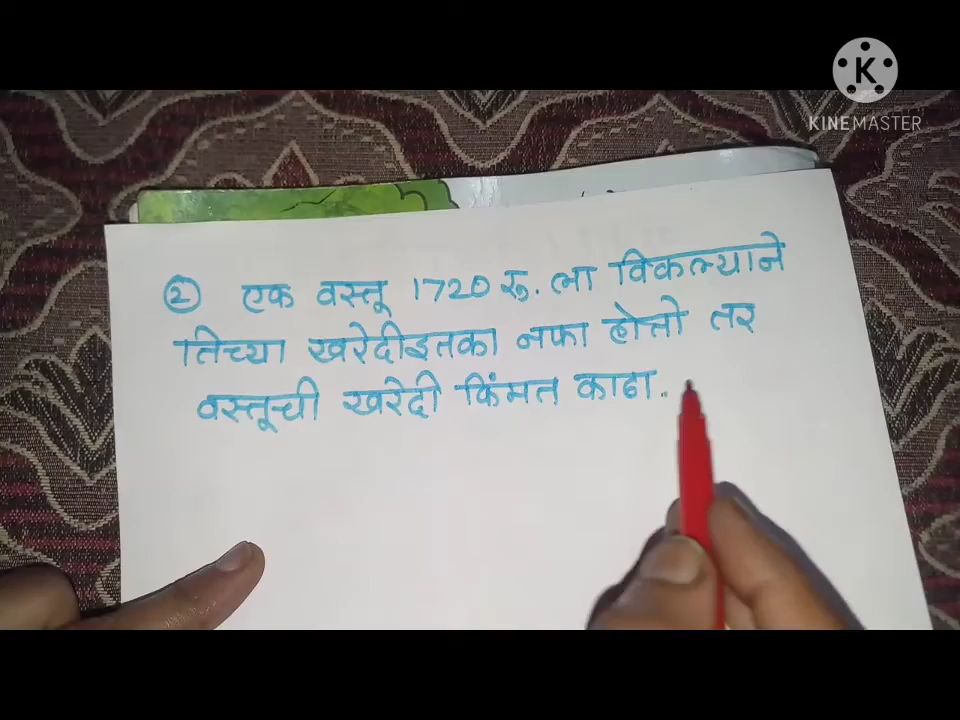 KINEMASTER
② एक वस्तू 1720 रु. ला विकल्याने
तिच्या खरेदीइतका नफा होतो तर
वस्तूची खरेदी किंमत काढा.